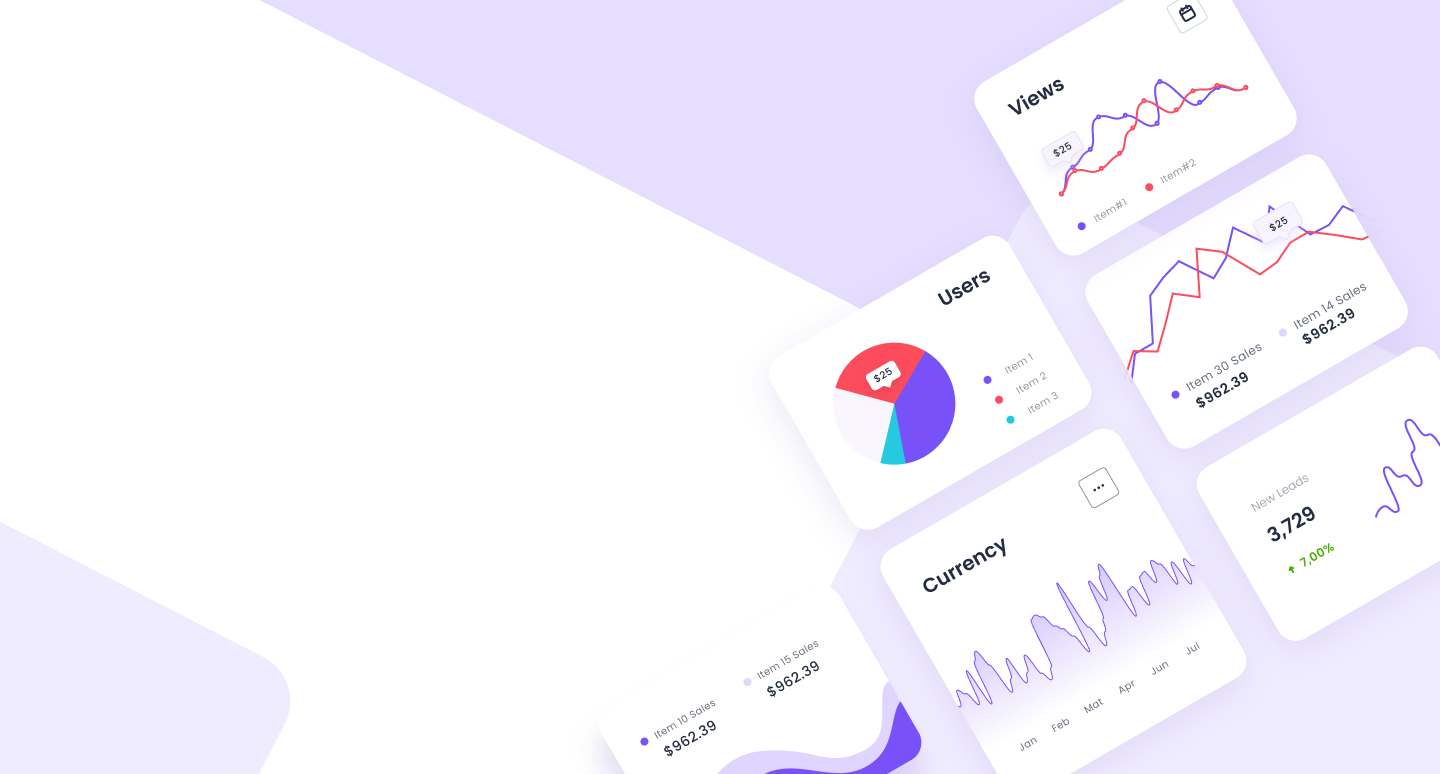 Views
$25
Item#1
Item#2
$25
Item 30 Sales
$962.39
Item 14 Sales
$962.39
Users
$25
Item 1
Item 2
Item 3
New Leads
3,729
7,00%
Currency
Jan
Feb
Mat
Apr
Jun
Jul
Item 10 Sales
$962.39
Item 15 Sales
$962.39